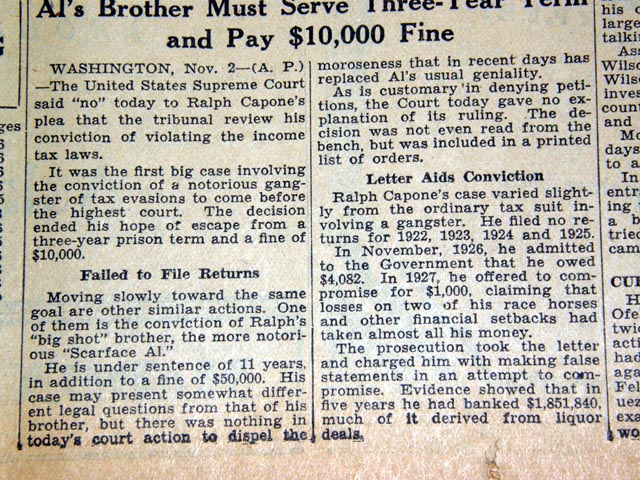 Al's Brother Must Serve Three-Year Term
and Pay $10,000 Fine
WASHINGTON, Nov. 2—(A. P.)
—The United States Supreme Court
said "no" today to Ralph Capone's
plea that the tribunal review his
conviction of violating the income
tax laws.
It was the first big case involving
the conviction of a notorious gang-
ster of tax evasions to come before
the highest court. The decision
ended his hope of escape from a
three-year prison term and a fine of
$10,000.
Failed to File Returns
Moving slowly toward the same
goal are other similar actions. One
of them is the conviction of Ralph's
"big shot" brother, the more notori-
ous "Scarface Al."
He is under sentence of 11 years,
in addition to a fine of $50,000. His
case may present somewhat differ-
ent legal questions from that of his
brother, but there was nothing in
today's court action to dispel the
moroseness that in recent days has
replaced Al's usual geniality.
As is customary in denying peti-
tions, the Court today gave no ex-
planation of its ruling. The de-
cision was not even read from the
bench, but was included in a printed
list of orders.
Letter Aids Conviction
Ralph Capone's case varied slight-
ly from the ordinary tax suit in-
volving a gangster. He filed no re-
turns for 1922, 1923, 1924 and 1925.
In November, 1926, he admitted
to the Government that he owed
$4,082. In 1927, he offered to com-
promise for $1,000, claiming that
losses on two of his race horses
and other financial setbacks had
taken almost all his money.
The prosecution took the letter
and charged him with making false
statements in an attempt to com-
promise. Evidence showed that in
five years he had banked $1,851,840,
much of it derived from liquor
deals.